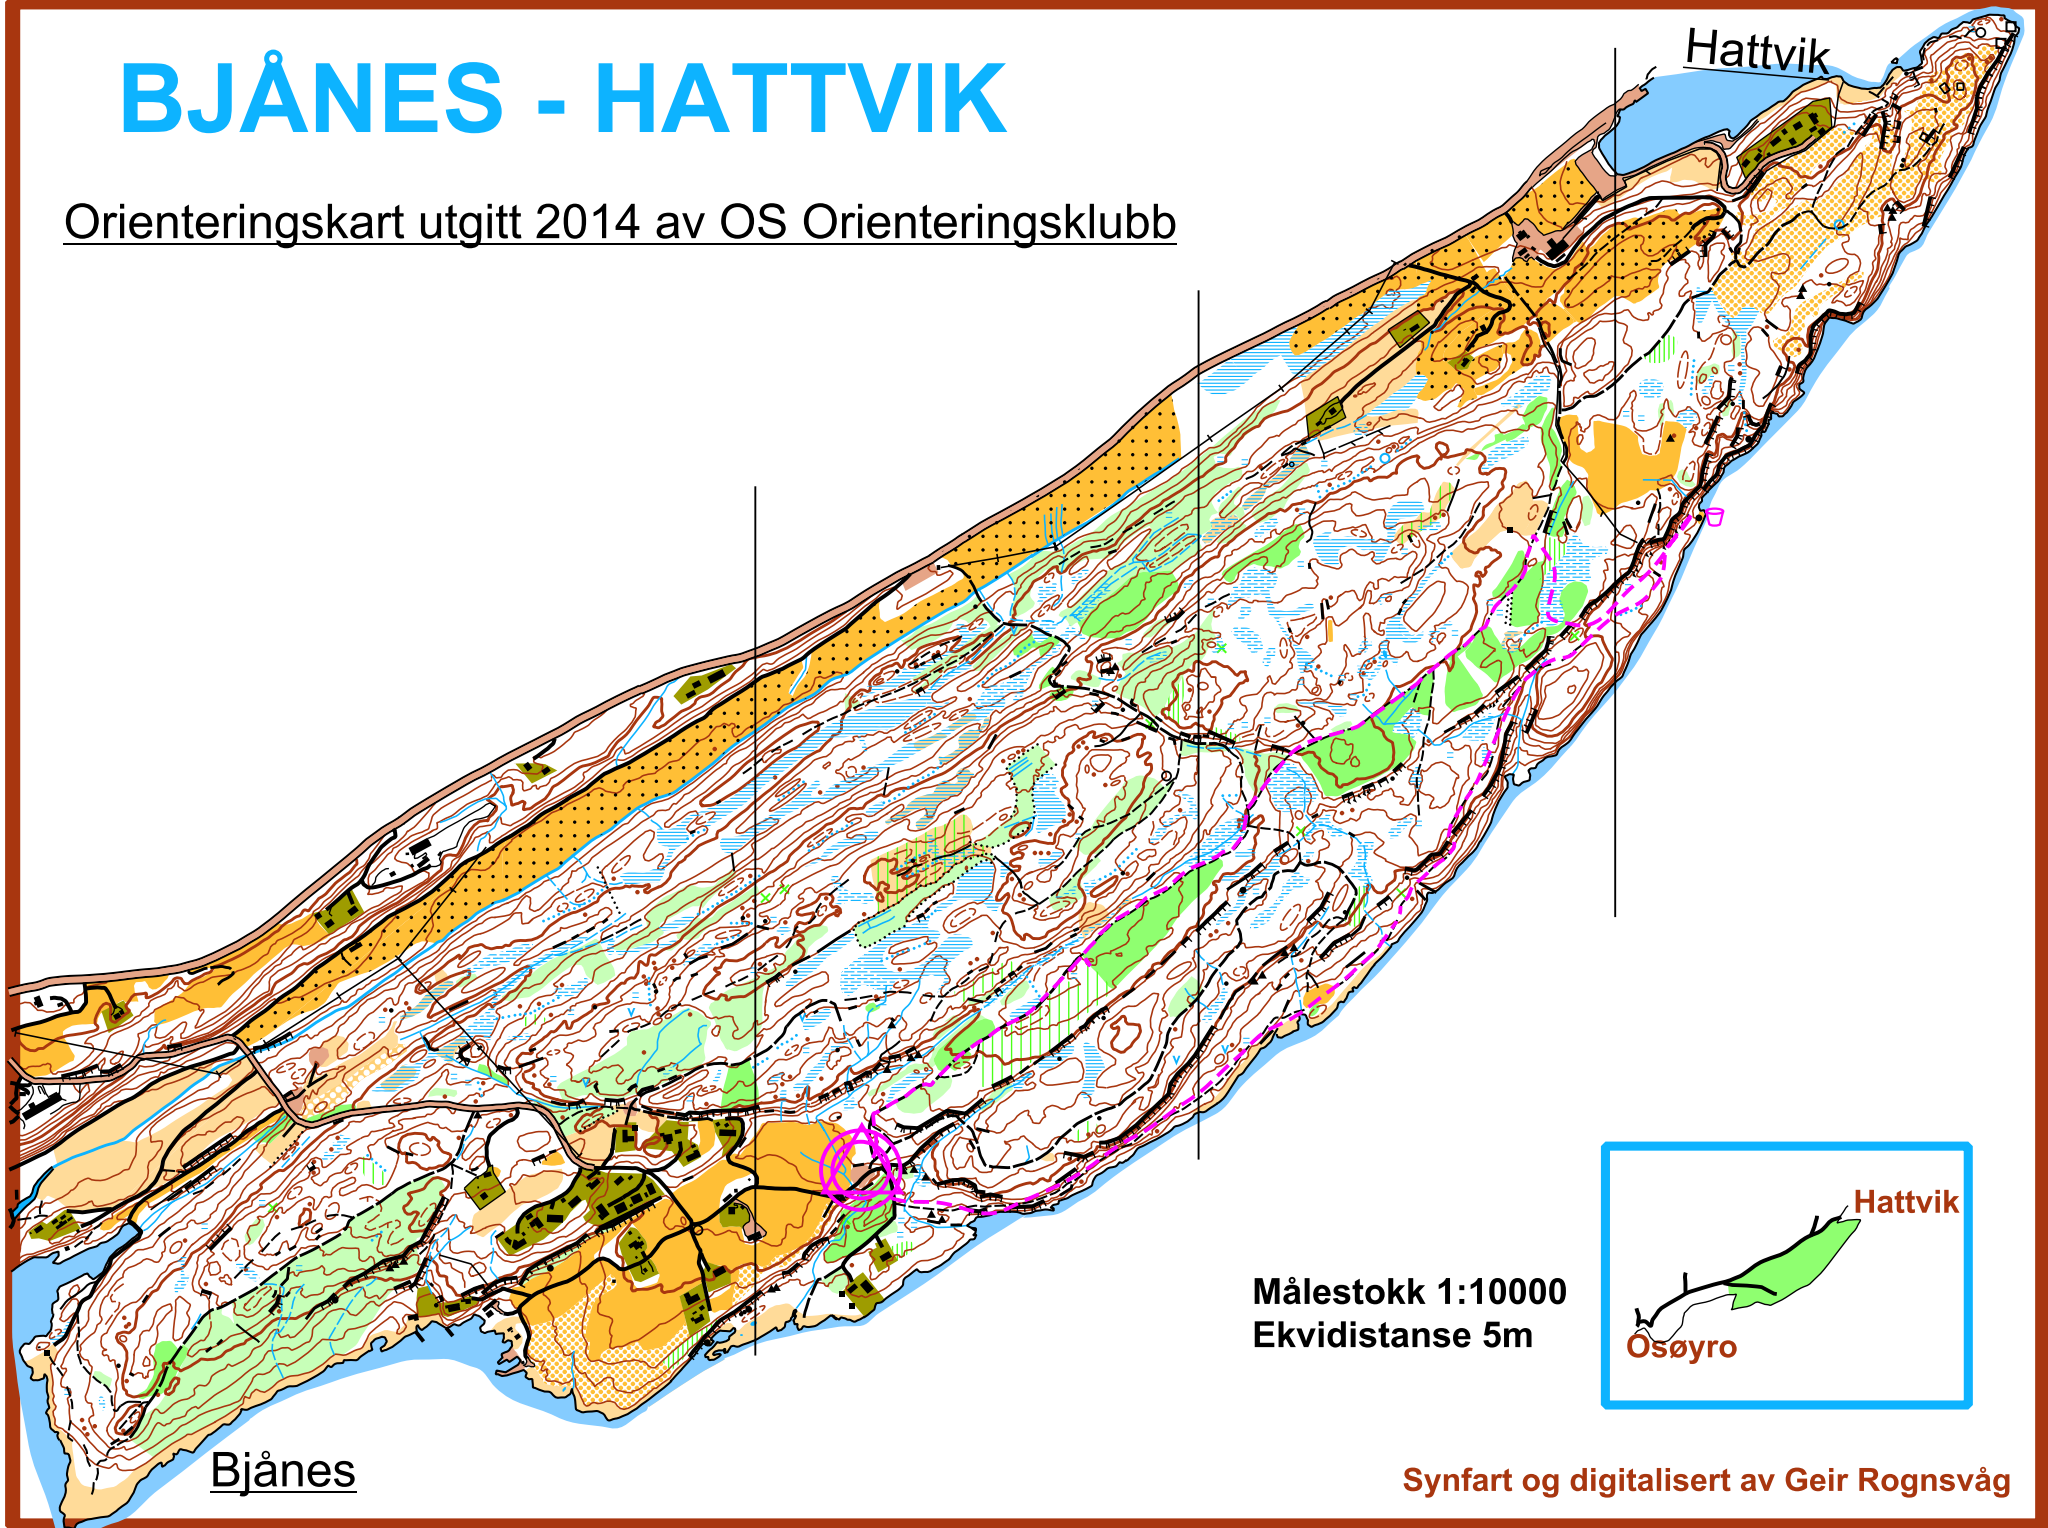 BJÅNES - HATTVIK
Hattvik
Orienteringskart utgitt 2014 av OS Orienteringsklubb
Hattvik
Målestokk 1:10000
Ekvidistanse 5m
Osøyro
Bjånes
Synfart og digitalisert av Geir Rognsvåg